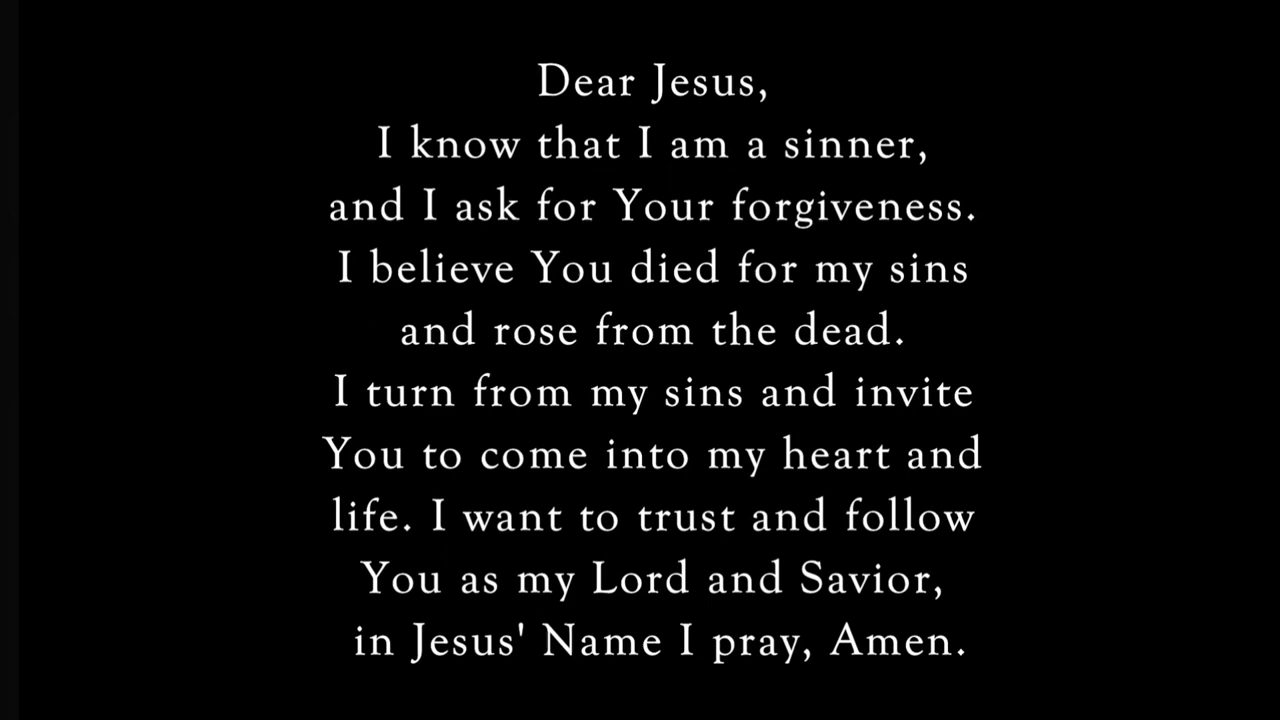 Dear Jesus,
I know that I am a sinner,
and I ask for Your forgiveness.
I believe You died for my sins
and rose from the dead.
I turn from my sins and invite
You to come into my heart and
life. I want to trust and follow
You as my Lord and Savior,
in Jesus' Name I pray, Amen.